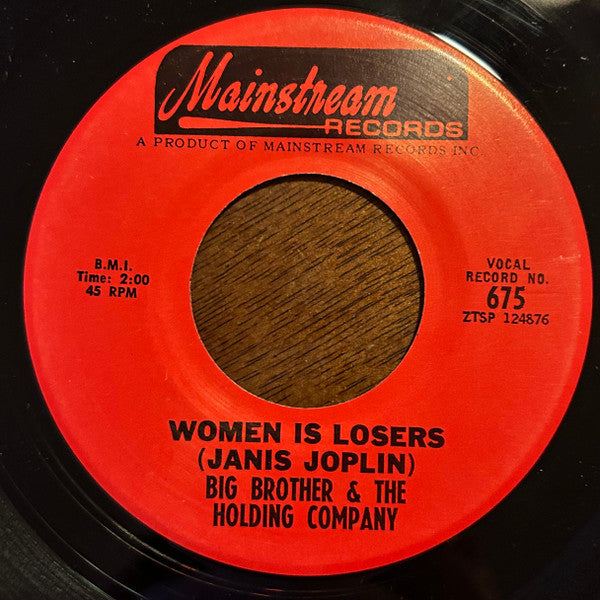 Mainstream
RECORDS
A PRODUCT OF MAINSTREAM RECORDS INC.
B.M.I.
Time: 2:00
45 RPM
VOCAL
RECORD NO.
675
ZTSP 124876
WOMEN IS LOSERS
(JANIS JOPLIN)
BIG BROTHER & THE
HOLDING COMPANY